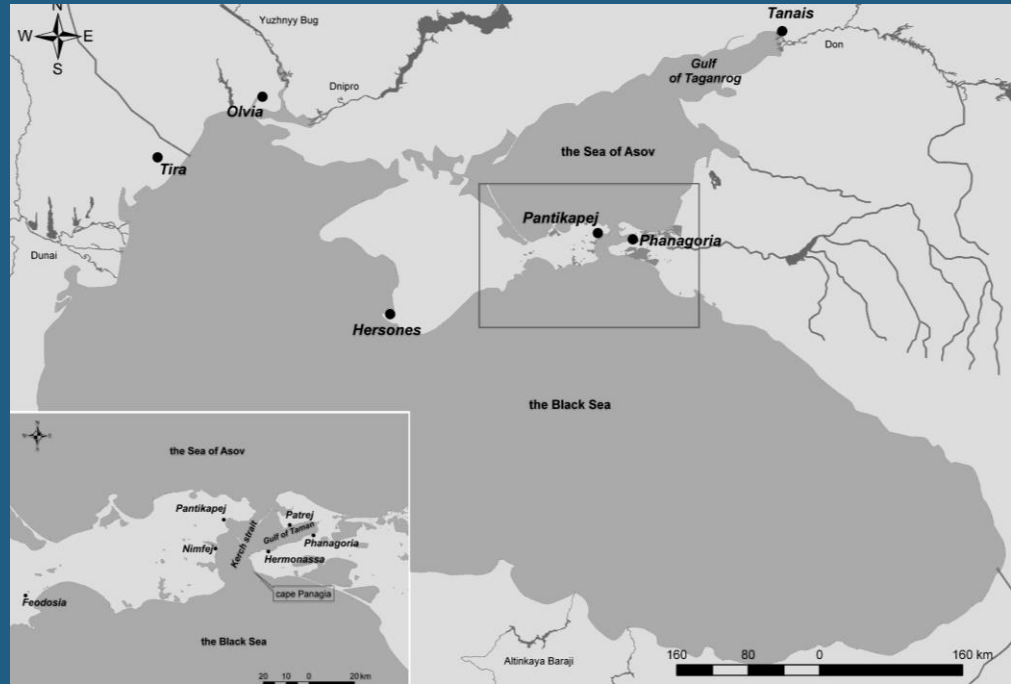 N
W E
S
Yuzhnyy Bug
Tanais
Don
Gulf
of Taganrog
Dnipro
Olvia
the Sea of Asov
Tira
Pantikapej
Phanagoria
Dunai
Hersones
the Black Sea
N
W E
S
the Sea of Asov
Pantikapej
Patrej
Kerch strait
Gulf of Taman
Phanagoria
Nimfej
Hermonassa
cape Panagia
Feodosia
the Black Sea
20 10 0 20 km
Altinkaya Baraji
160 80 0 160 km